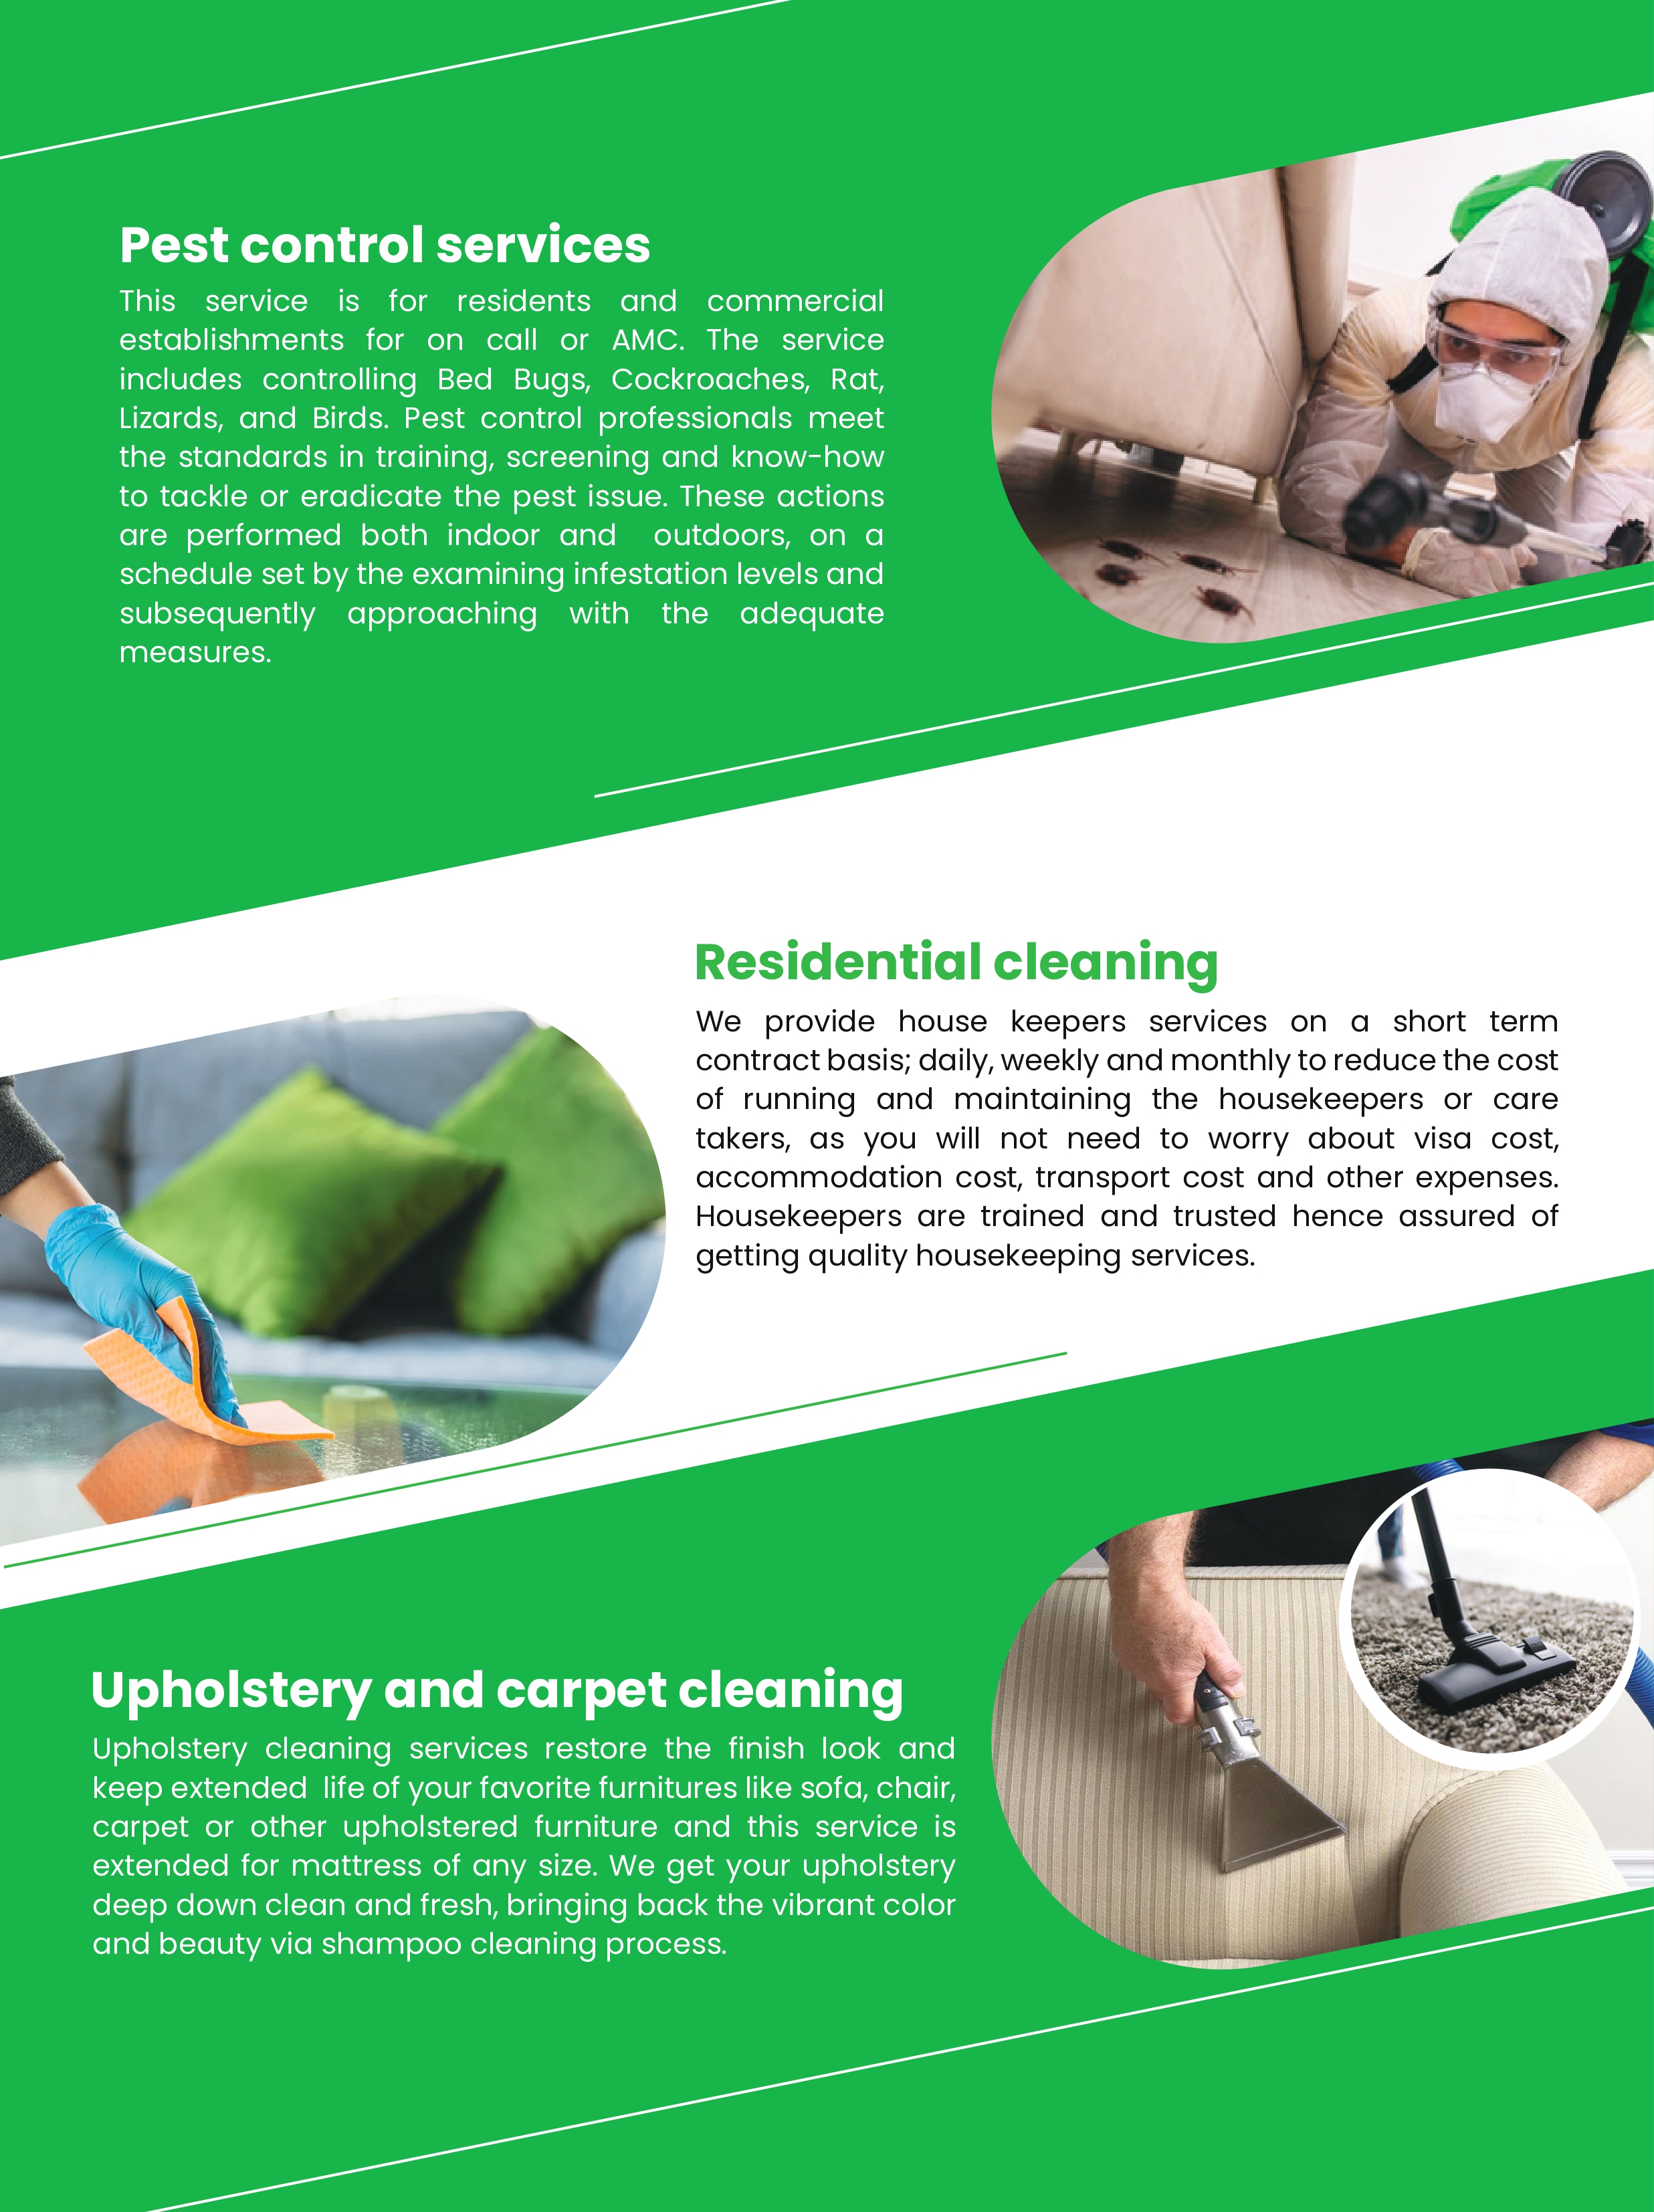 Pest control services
This service is for residents and commercial
establishments for on call or AMC. The service
includes controlling Bed Bugs, Cockroaches, Rat,
Lizards, and Birds. Pest control professionals meet
the standards in training, screening and know-how
to tackle or eradicate the pest issue. These actions
are performed both indoor and outdoors, on a
schedule set by the examining infestation levels and
subsequently approaching with the adequate
measures.
Residential cleaning
We provide house keepers services on a short term
contract basis; daily, weekly and monthly to reduce the cost
of running and maintaining the housekeepers or care
takers, as you will not need to worry about visa cost,
accommodation cost, transport cost and other expenses.
Housekeepers are trained and trusted hence assured of
getting quality housekeeping services.
Upholstery and carpet cleaning
Upholstery cleaning services restore the finish look and
keep extended life of your favorite furnitures like sofa, chair,
carpet or other upholstered furniture and this service is
extended for mattress of any size. We get your upholstery
deep down clean and fresh, bringing back the vibrant color
and beauty via shampoo cleaning process.